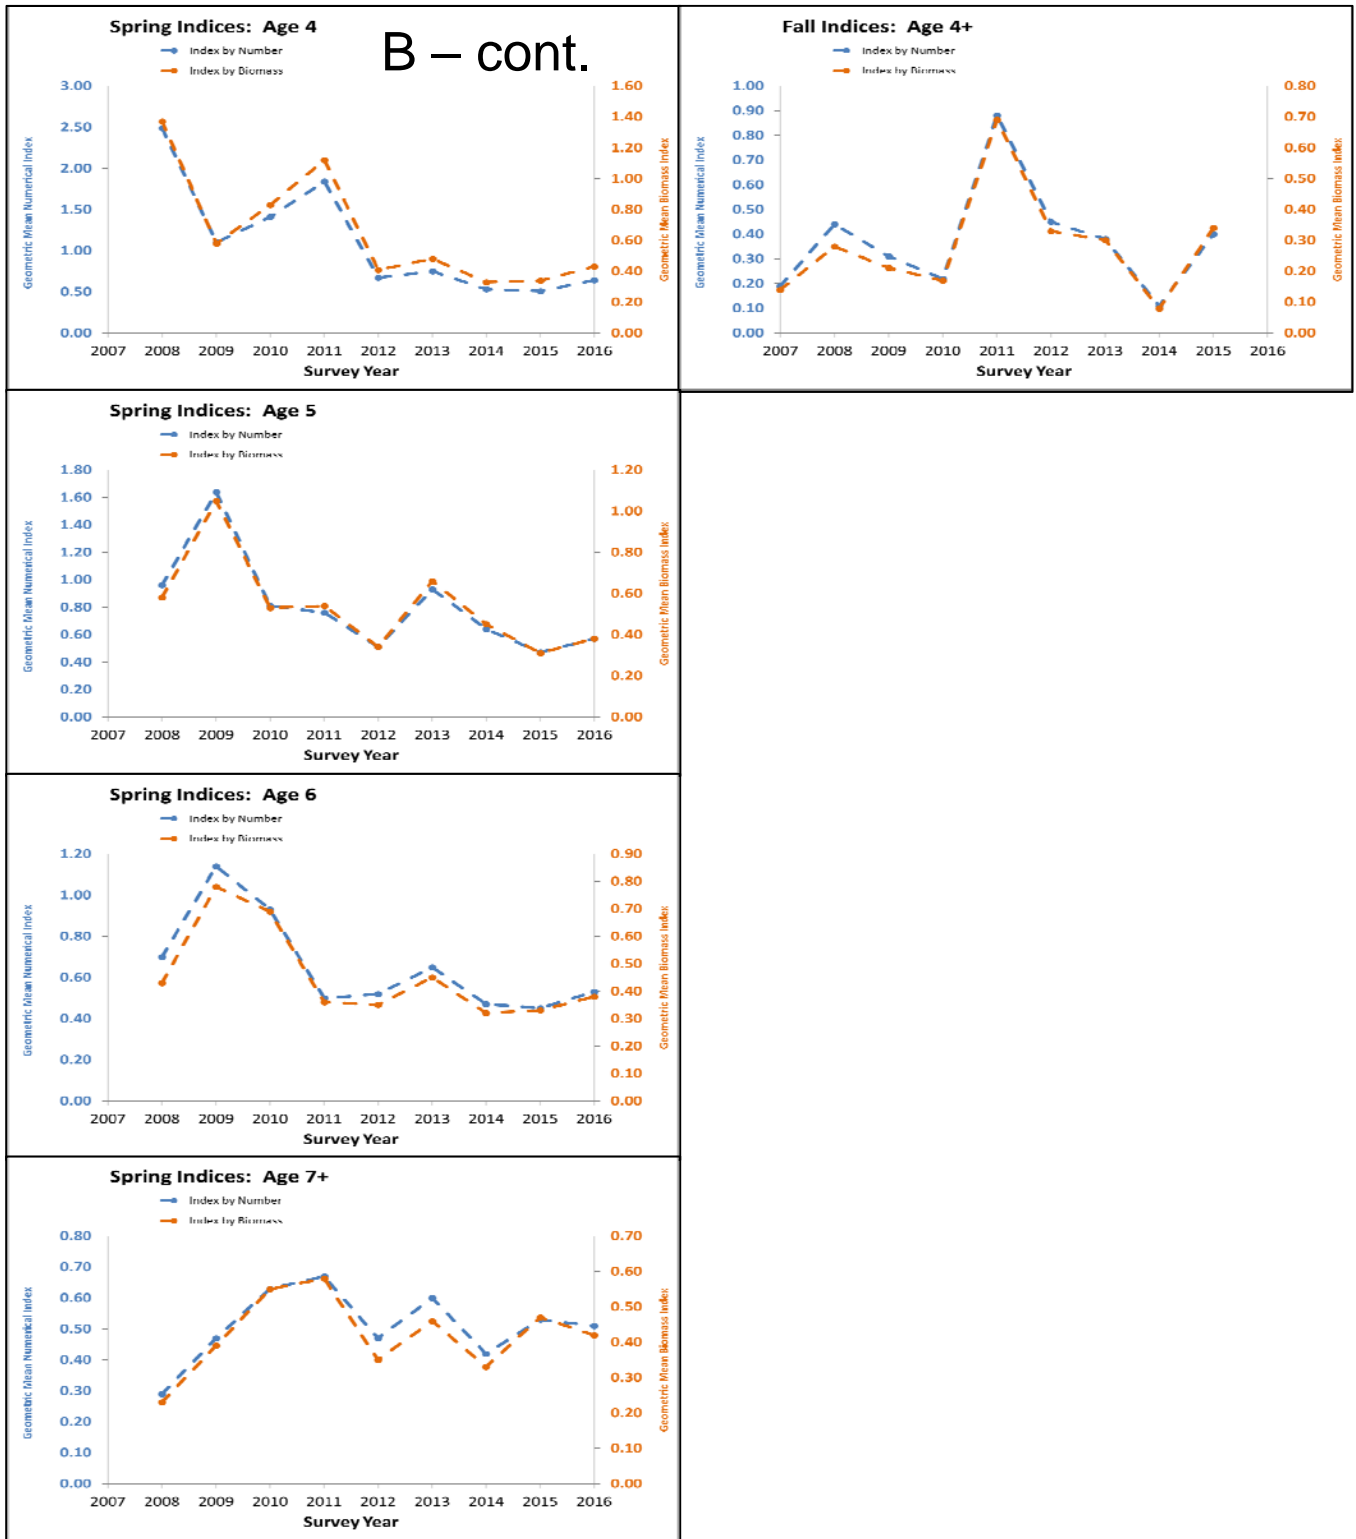 Spring Indices: Age 4
B – cont.
Index by Number
Index by Biomass
3.00
2.50
2.00
1.50
1.00
0.50
0.00
Geometric Mean Numerical Index
1.60
1.40
1.20
1.00
0.80
0.60
0.40
0.20
0.00
Geometric Mean Biomass Index
2007 2008 2009 2010 2011 2012 2013 2014 2015 2016
Survey Year
Fall Indices: Age 4+
Index by Number
Index by Biomass
1.00
0.90
0.80
0.70
0.60
0.50
0.40
0.30
0.20
0.10
0.00
Geometric Mean Numerical Index
0.80
0.70
0.60
0.50
0.40
0.30
0.20
0.10
0.00
Geometric Mean Biomass Index
2007 2008 2009 2010 2011 2012 2013 2014 2015 2016
Survey Year
Spring Indices: Age 5
Index by Number
Index by Biomass
1.80
1.60
1.40
1.20
1.00
0.80
0.60
0.40
0.20
0.00
Geometric Mean Numerical Index
1.20
1.00
0.80
0.60
0.40
0.20
0.00
Geometric Mean Biomass Index
2007 2008 2009 2010 2011 2012 2013 2014 2015 2016
Survey Year
Spring Indices: Age 6
Index by Number
Index by Biomass
1.20
1.00
0.80
0.60
0.40
0.20
0.00
Geometric Mean Numerical Index
0.90
0.80
0.70
0.60
0.50
0.40
0.30
0.20
0.10
0.00
Geometric Mean Biomass Index
2007 2008 2009 2010 2011 2012 2013 2014 2015 2016
Survey Year
Spring Indices: Age 7+
Index by Number
Index by Biomass
0.80
0.70
0.60
0.50
0.40
0.30
0.20
0.10
0.00
Geometric Mean Numerical Index
0.70
0.60
0.50
0.40
0.30
0.20
0.10
0.00
Geometric Mean Biomass Index
2007 2008 2009 2010 2011 2012 2013 2014 2015 2016
Survey Year